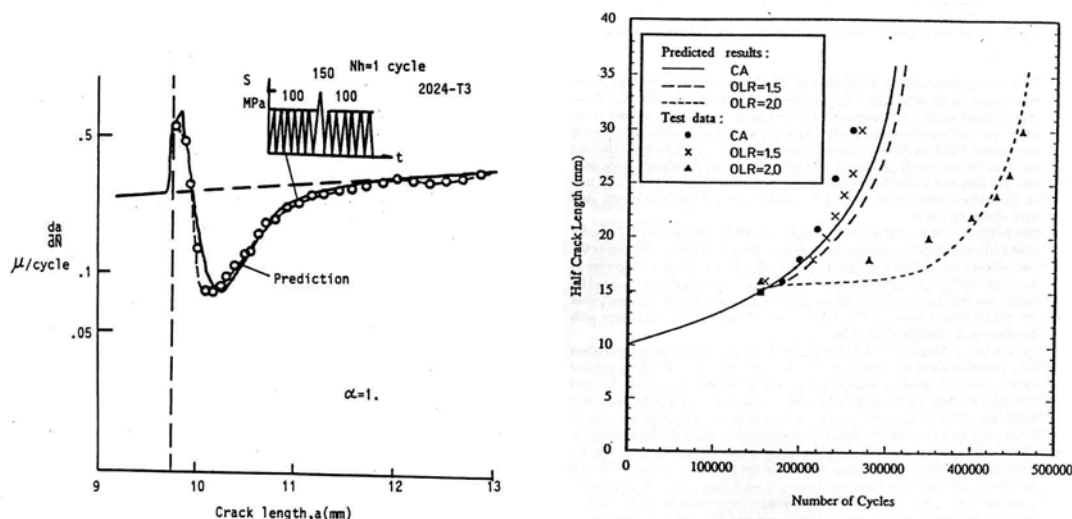 Nh=1 cycle
150
2024-T3
S
MPa
100
100
t
.5
da
dN
μ/cycle
.1
Prediction
.05
α=1.
9
10
11
12
13
Crack length,a(mm)
40
35
30
25
20
15
10
5
0
Half Crack Length (mm)
Predicted results :
CA
OLR=1.5
OLR=2.0
Test data :
CA
OLR=1.5
OLR=2.0
0
100000
200000
300000
400000
500000
Number of Cycles